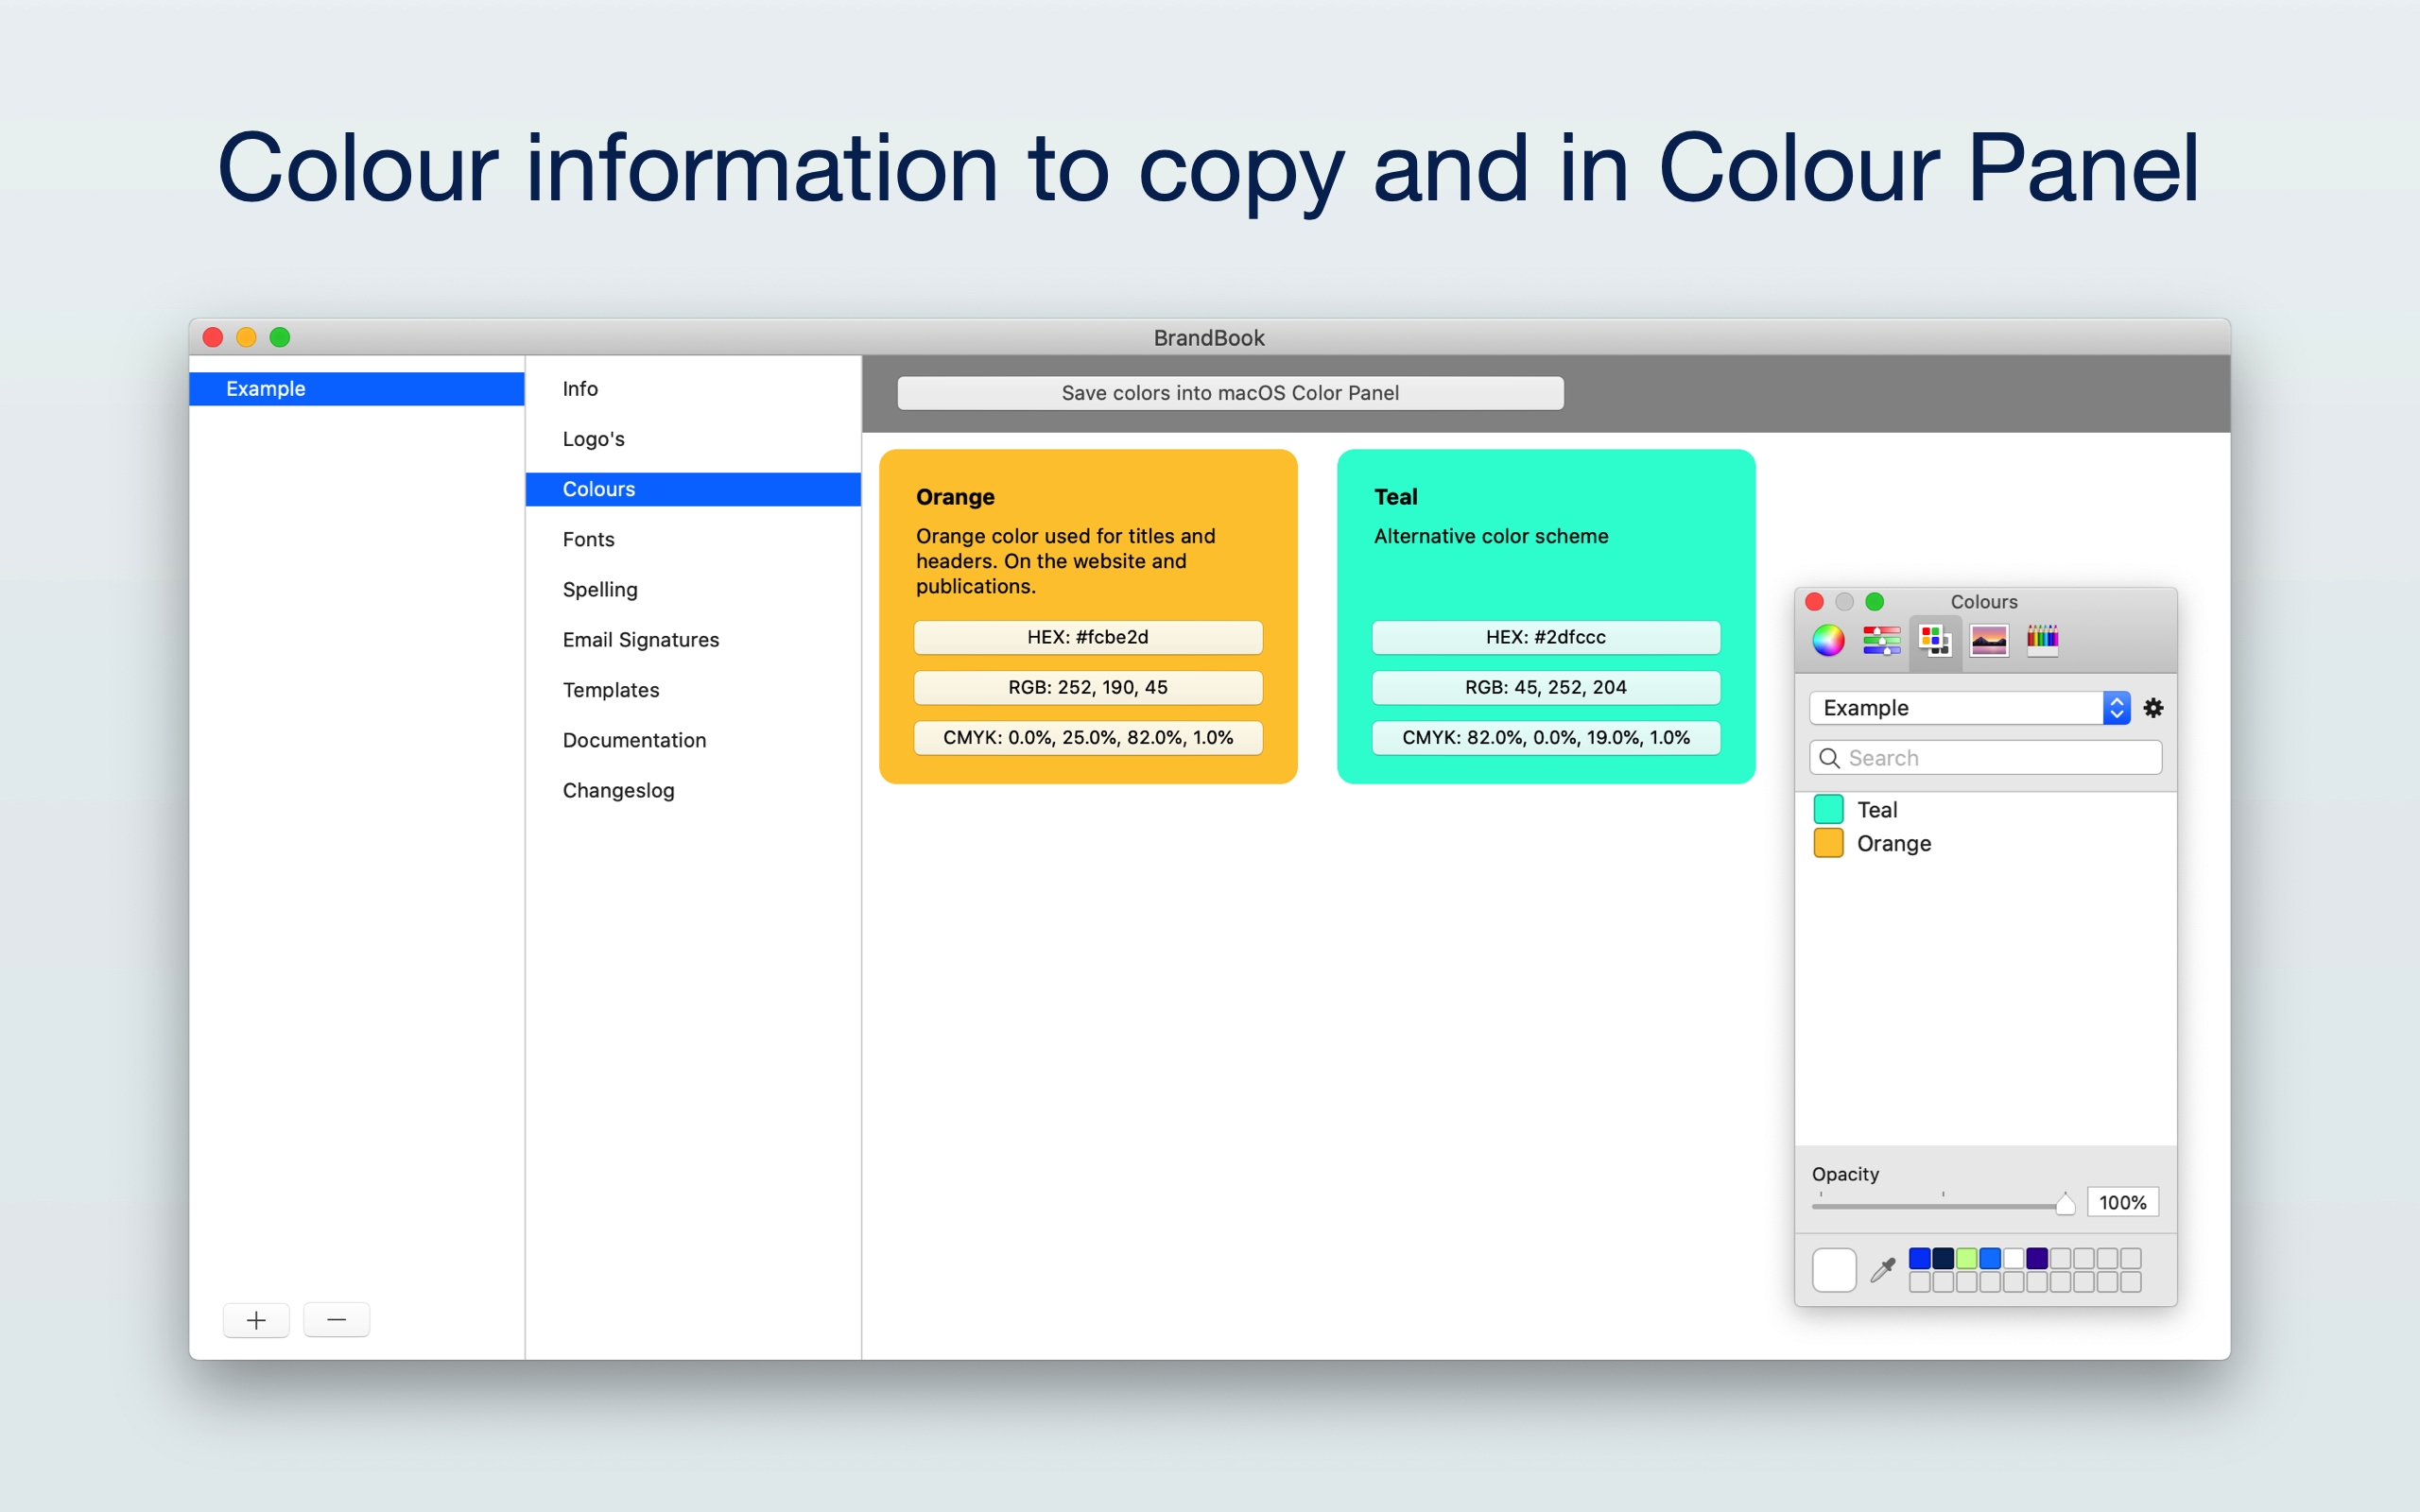 Colour information to copy and in Colour Panel
BrandBook
Example
Info
Logo's
Colours
Fonts
Spelling
Email Signatures
Templates
Documentation
Changeslog
Save colors into macOS Color Panel
Orange
Orange color used for titles and
headers. On the website and
publications.
HEX: #fcbe2d
RGB: 252, 190, 45
CMYK: 0.0%, 25.0%, 82.0%, 1.0%
Teal
Alternative color scheme
HEX: #2dfccc
RGB: 45, 252, 204
CMYK: 82.0%, 0.0%, 19.0%, 1.0%
Colours
Example
Search
Teal
Orange
Opacity
100%